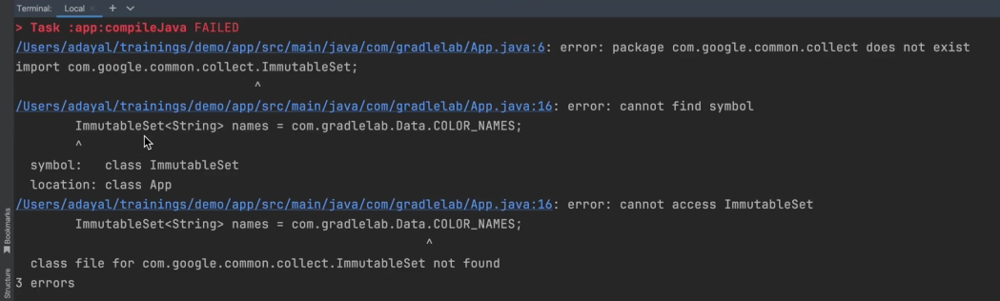 Terminal: Local × + ⌄
> Task :app:compileJava FAILED
/Users/adayal/trainings/demo/app/src/main/java/com/gradlelab/App.java:6: error: package com.google.common.collect does not exist
import com.google.common.collect.ImmutableSet;
^
/Users/adayal/trainings/demo/app/src/main/java/com/gradlelab/App.java:16: error: cannot find symbol
ImmutableSet<String> names = com.gradlelab.Data.COLOR_NAMES;
^
symbol: class ImmutableSet
location: class App
/Users/adayal/trainings/demo/app/src/main/java/com/gradlelab/App.java:16: error: cannot access ImmutableSet
ImmutableSet<String> names = com.gradlelab.Data.COLOR_NAMES;
^
class file for com.google.common.collect.ImmutableSet not found
3 errors
Bookmarks
Structure